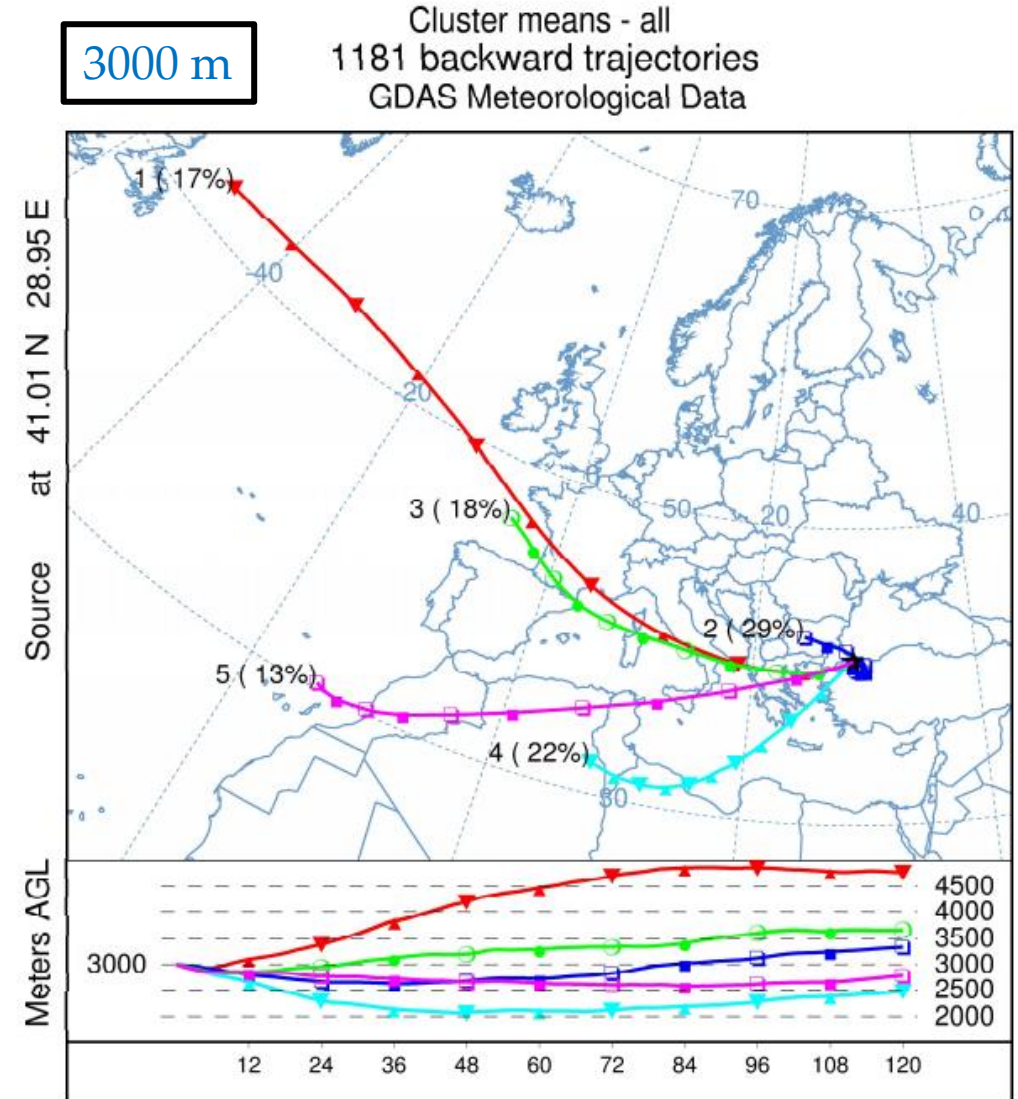 3000 m
Cluster means - all
1181 backward trajectories
GDAS Meteorological Data
Source at 41.01 N 28.95 E
1 ( 17%)
70
-40
-20
3 ( 18%)
50
20
40
2 ( 29%)
5 ( 13%)
4 ( 22%)
30
Meters AGL
3000
4500
4000
3500
3000
2500
2000
12 24 36 48 60 72 84 96 108 120